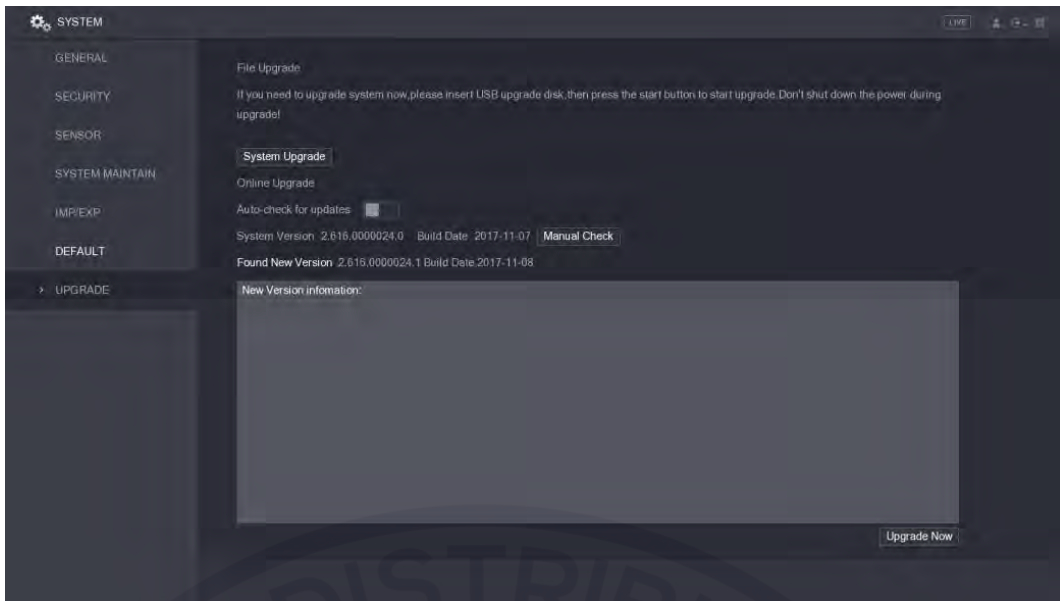 SYSTEM
LIVE
GENERAL
SECURITY
SENSOR
SYSTEM MAINTAIN
IMP/EXP
DEFAULT
UPGRADE
File Upgrade
If you need to upgrade system now,please insert USB upgrade disk,then press the start button to start upgrade.Don't shut down the power during
upgrade!
System Upgrade
Online Upgrade
Auto-check for updates
System Version 2.616.0000024.0 Build Date 2017-11-07 Manual Check
Found New Version 2.616.0000024.1 Build Date 2017-11-08
New Version infomation:
Upgrade Now
DISTRIB